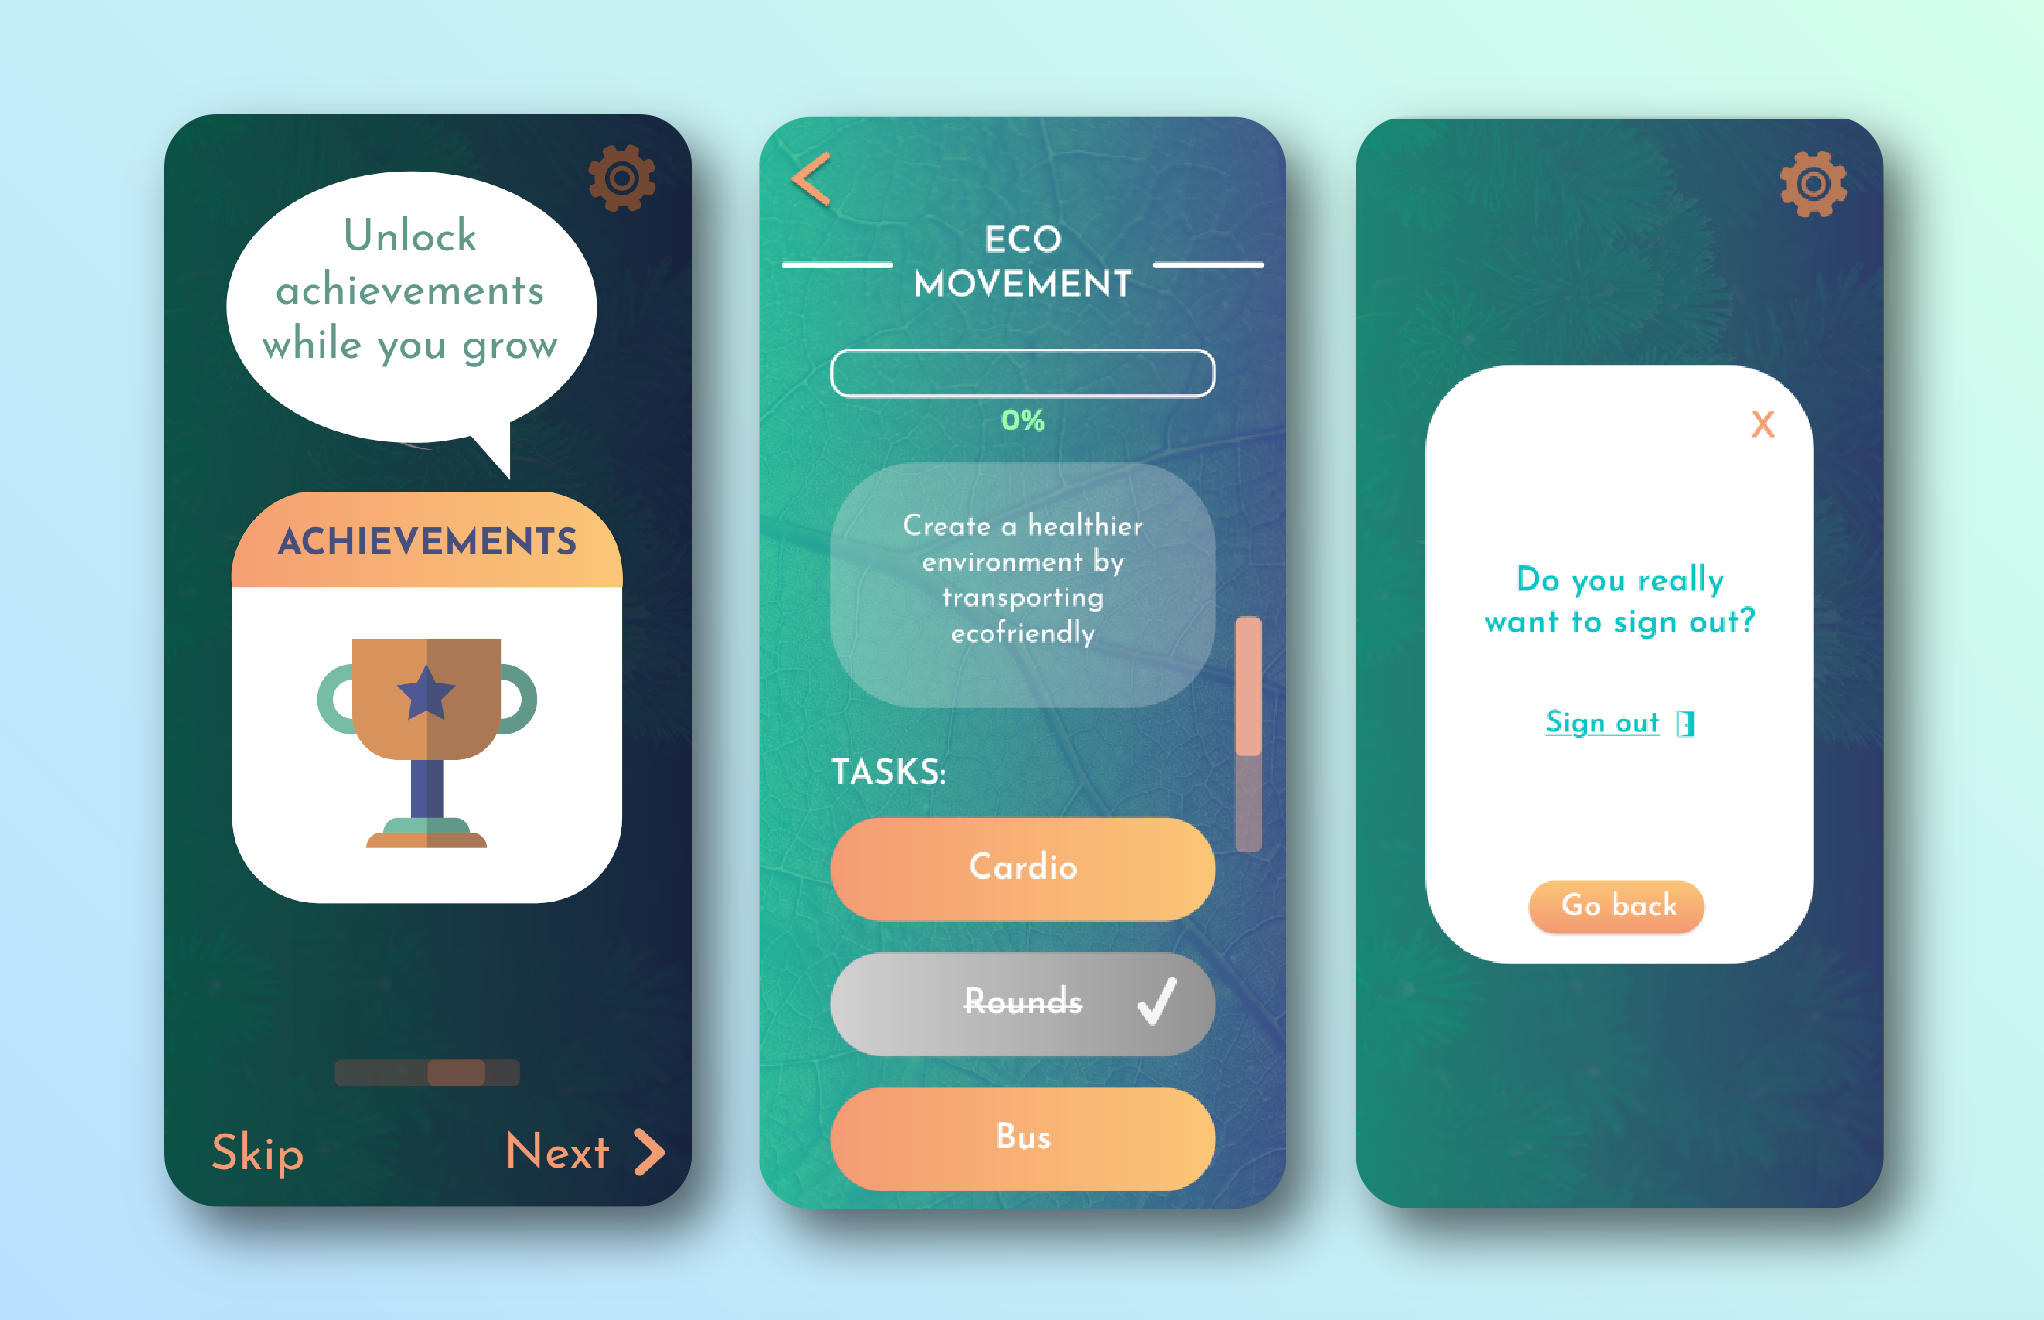 Unlock
achievements
while you grow
ACHIEVEMENTS
Skip
Next
ECO
MOVEMENT
0%
Create a healthier
environment by
transporting
ecofriendly
TASKS:
Cardio
Rounds
Bus
X
Do you really
want to sign out?
Sign out
Go back